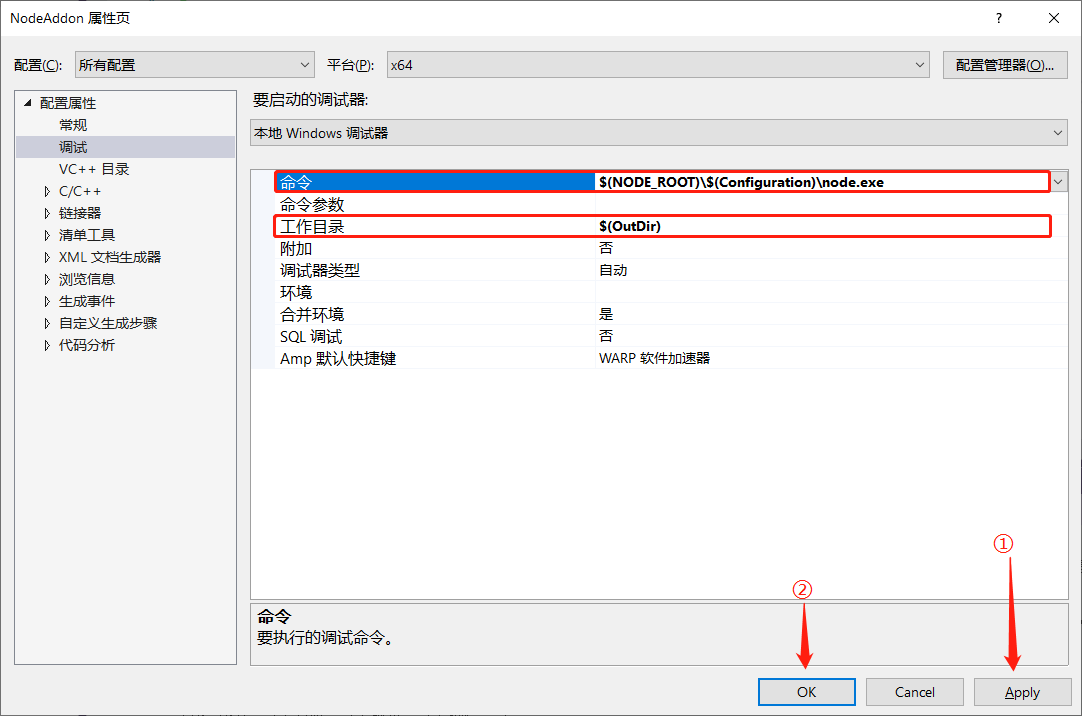 NodeAddon 属性页 ?
配置(C): 所有配置 平台(P): x64 配置管理器(O)...
配置属性
常规
调试
VC++ 目录
C/C++
链接器
清单工具
XML 文档生成器
浏览信息
生成事件
自定义生成步骤
代码分析
要启动的调试器:
本地 Windows 调试器
命令 $(NODE_ROOT)\$(Configuration)\node.exe
命令参数
工作目录 $(OutDir)
附加 否
调试器类型 自动
环境
合并环境 是
SQL 调试 否
Amp 默认快捷键 WARP 软件加速器
命令
要执行的调试命令。
①
②
OK Cancel Apply